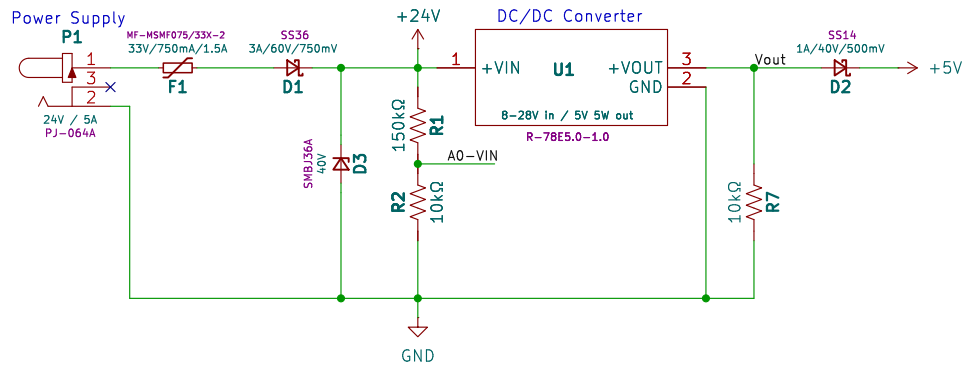 Power Supply
P1
1
3
2
24V / 5A
PJ-064A
MF-MSMF075/33X-2
33V/750mA/1.5A
F1
SS36
3A/60V/750mV
D1
SMBJ36A
40V
D3
+24V
150kΩ
R1
A0-VIN
R2
10kΩ
GND
DC/DC Converter
1
+VIN
U1
+VOUT
GND
3
2
8-28V in / 5V 5W out
R-78E5.0-1.0
Vout
SS14
1A/40V/500mV
D2
+5V
10kΩ
R7